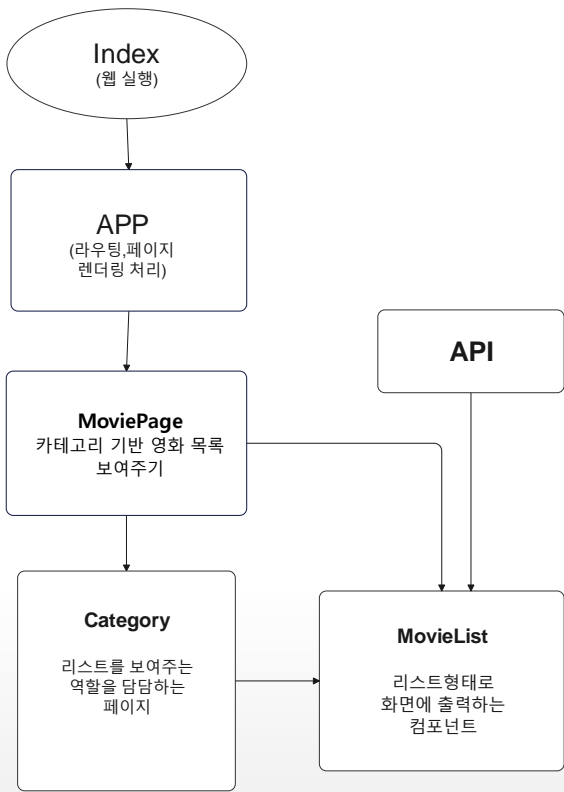 Index
(웹 실행)
APP
(라우팅,페이지
렌더링 처리)
API
MoviePage
카테고리 기반 영화 목록
보여주기
Category
리스트를 보여주는
역할을 담담하는
페이지
MovieList
리스트형태로
화면에 출력하는
컴포넌트